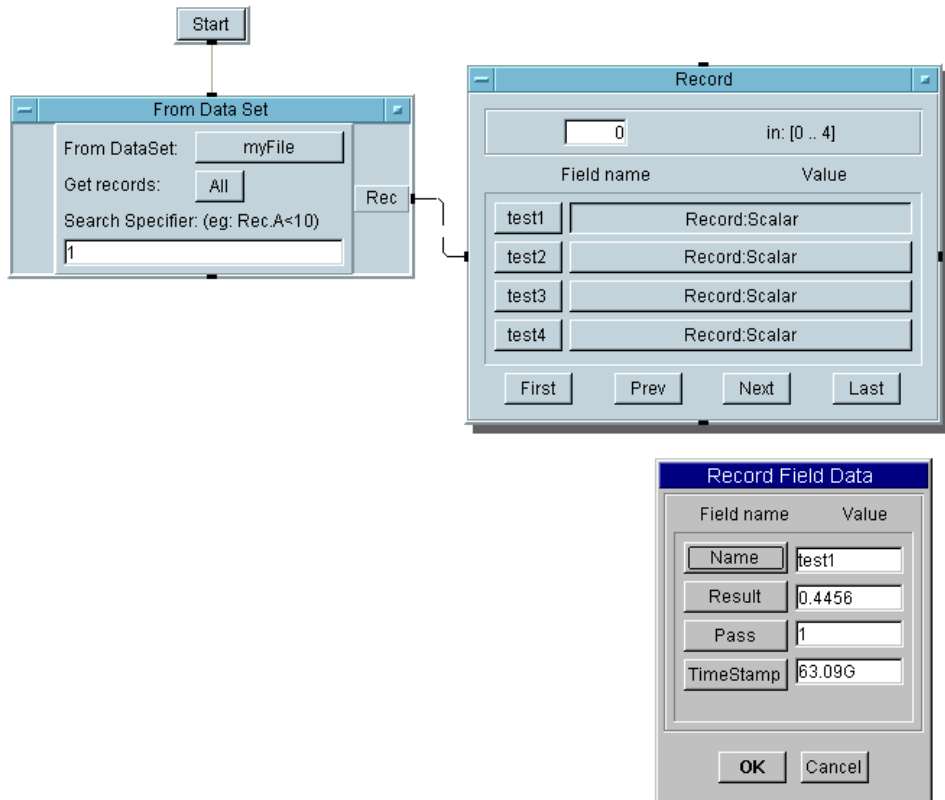 Start
From Data Set
From DataSet: myFile
Get records: All
Search Specifier: (eg: Rec.A<10)
1
Rec
Record
0 in: [0 .. 4]
Field name Value
test1 Record:Scalar
test2 Record:Scalar
test3 Record:Scalar
test4 Record:Scalar
First Prev Next Last
Record Field Data
Field name Value
Name test1
Result 0.4456
Pass 1
TimeStamp 63.09G
OK Cancel